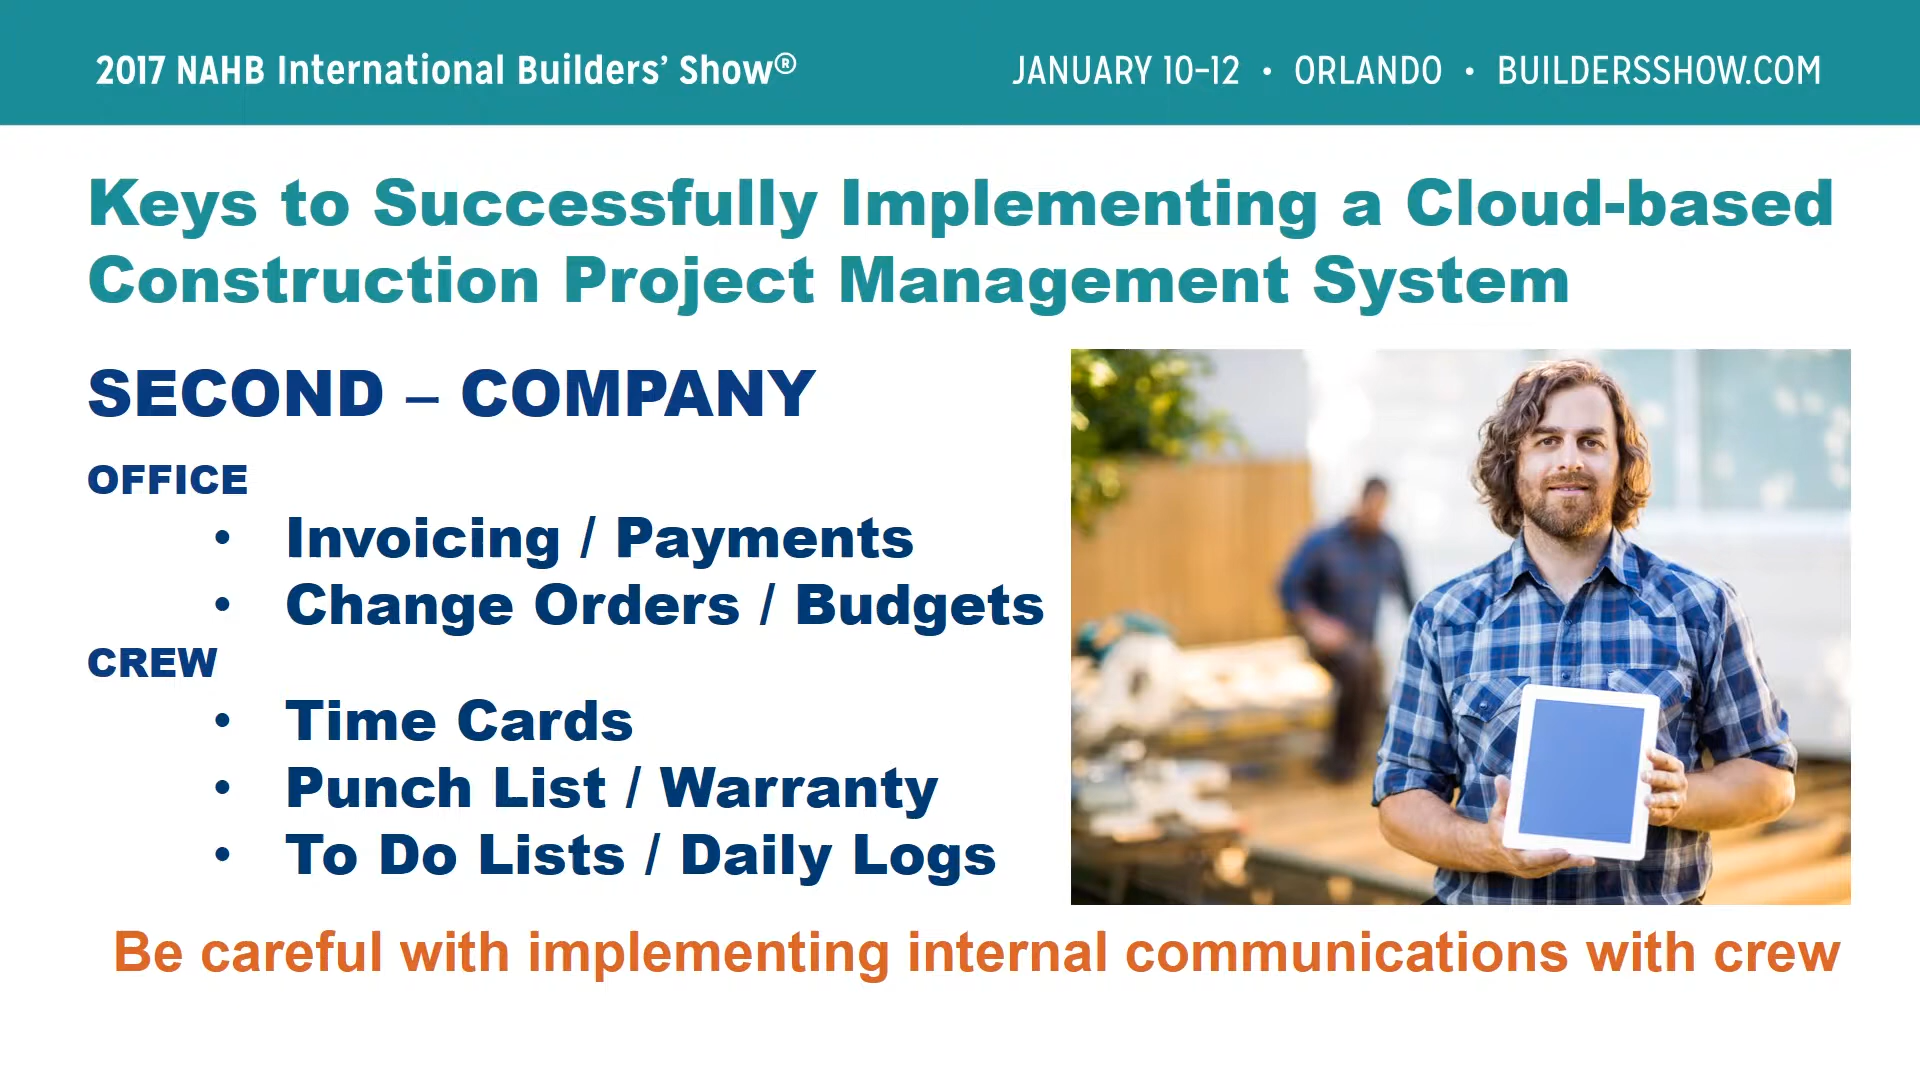 2017 NAHB International Builders' Show®
JANUARY 10–12 • ORLANDO • BUILDERSSHOW.COM
Keys to Successfully Implementing a Cloud-based
Construction Project Management System
SECOND – COMPANY
OFFICE
• Invoicing / Payments
• Change Orders / Budgets
CREW
• Time Cards
• Punch List / Warranty
• To Do Lists / Daily Logs
Be careful with implementing internal communications with crew